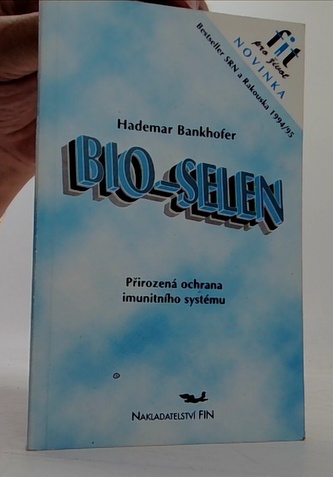 fit
pro život
NOVINKA
Bestseller SRN a Rakouska 1994/95
Hademar Bankhofer
BIO-SELEN
Přirozená ochrana
imunitního systému
NAKLADATELSTVÍ FIN